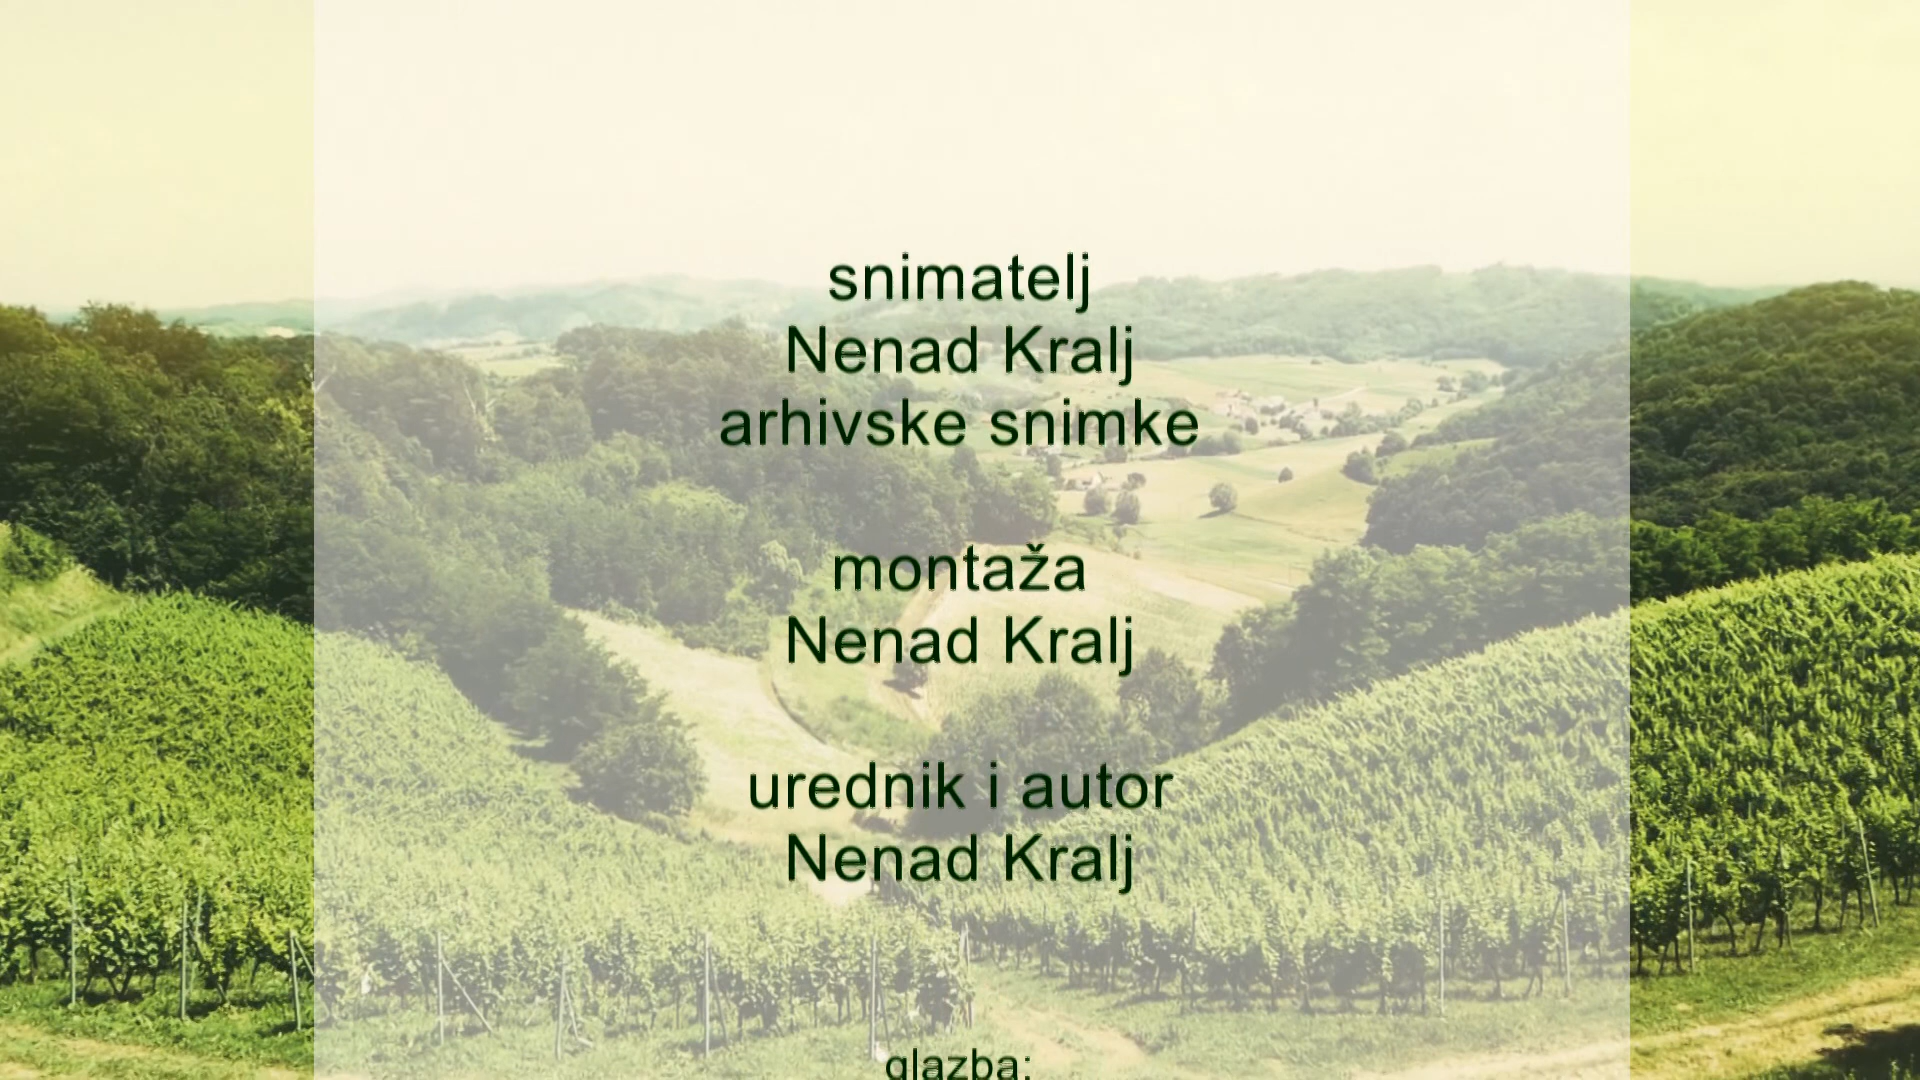 snimatelj
Nenad Kralj
arhivske snimke
montaža
Nenad Kralj
urednik i autor
Nenad Kralj
glazba: